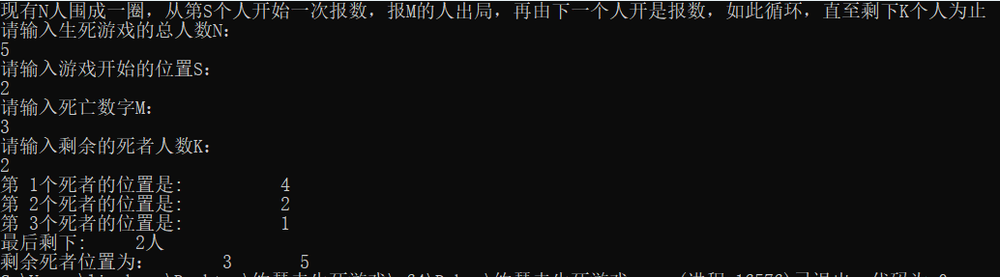 现有N人围成一圈，从第S个人开始一次报数，报M的人出局，再由下一个人开是报数，如此循环，直至剩下K个人为止
请输入生死游戏的总人数N：
5
请输入游戏开始的位置S：
2
请输入死亡数字M：
3
请输入剩余的死者人数K：
2
第 1个死者的位置是： 4
第 2个死者的位置是： 2
第 3个死者的位置是： 1
最后剩下： 2人
剩余死者位置为： 3 5